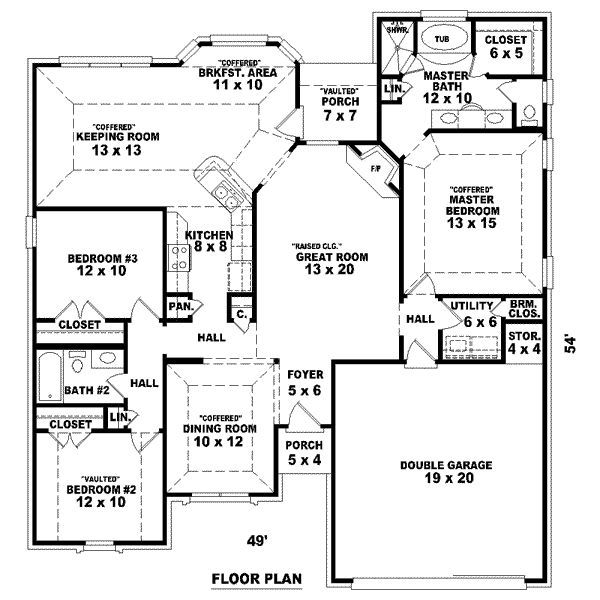 "COFFERED"
BRKFST. AREA
11 x 10
"VAULTED"
PORCH
7 x 7
SHWR.
TUB
CLOSET
6 x 5
LIN.
MASTER
BATH
12 x 10
"COFFERED"
KEEPING ROOM
13 x 13
F/P
"COFFERED"
MASTER
BEDROOM
13 x 15
KITCHEN
8 x 8
"RAISED CLG."
GREAT ROOM
13 x 20
BEDROOM #3
12 x 10
PAN.
C.
CLOSET
HALL
HALL
UTILITY
6 x 6
BRM.
CLOS.
STOR.
4 x 4
54'
BATH #2
HALL
FOYER
5 x 6
LIN.
CLOSET
"COFFERED"
DINING ROOM
10 x 12
PORCH
5 x 4
DOUBLE GARAGE
19 x 20
"VAULTED"
BEDROOM #2
12 x 10
49'
FLOOR PLAN